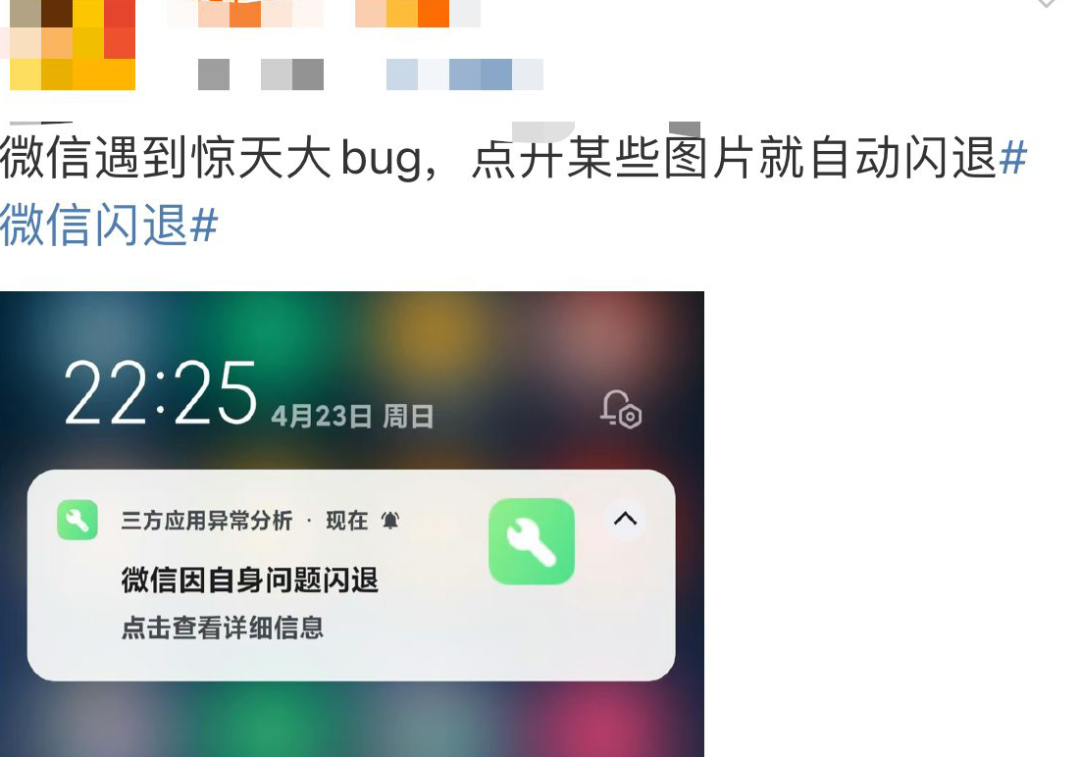 微信遇到惊天大bug，点开某些图片就自动闪退#
微信闪退#
22:25 4月23日 周日
三方应用异常分析 · 现在
微信因自身问题闪退
点击查看详细信息